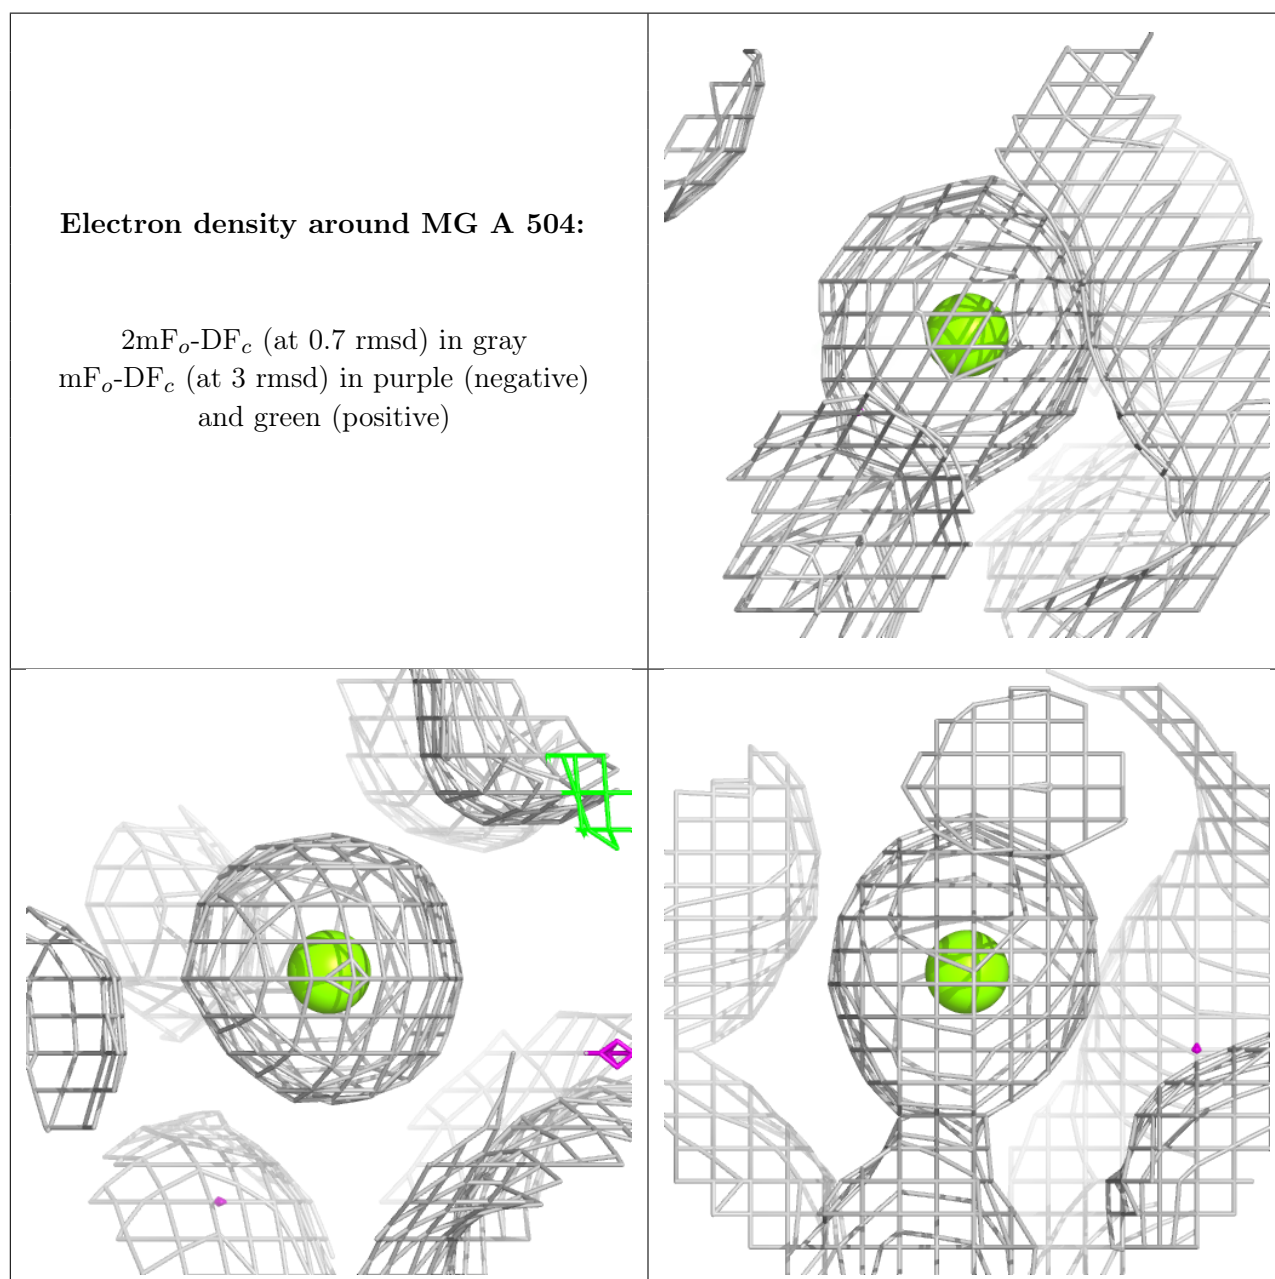 Electron density around MG A 504:
2mFo-DFc (at 0.7 rmsd) in gray
mFo-DFc (at 3 rmsd) in purple (negative)
and green (positive)